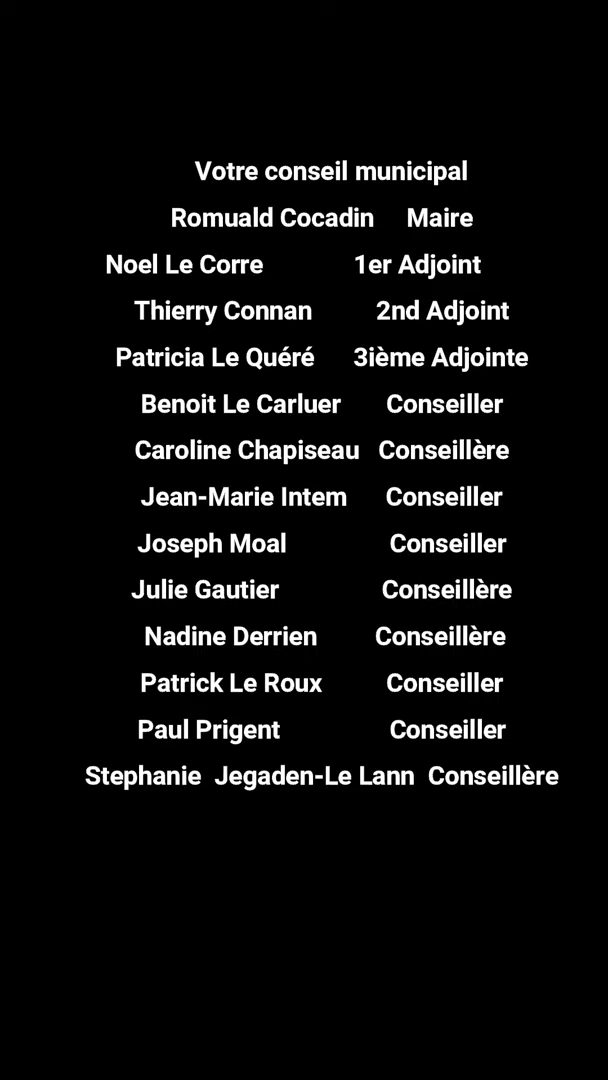 Votre conseil municipal
Romuald Cocadin Maire
Noel Le Corre 1er Adjoint
Thierry Connan 2nd Adjoint
Patricia Le Quéré 3ième Adjointe
Benoit Le Carluer Conseiller
Caroline Chapiseau Conseillère
Jean-Marie Intem Conseiller
Joseph Moal Conseiller
Julie Gautier Conseillère
Nadine Derrien Conseillère
Patrick Le Roux Conseiller
Paul Prigent Conseiller
Stephanie Jegaden-Le Lann Conseillère